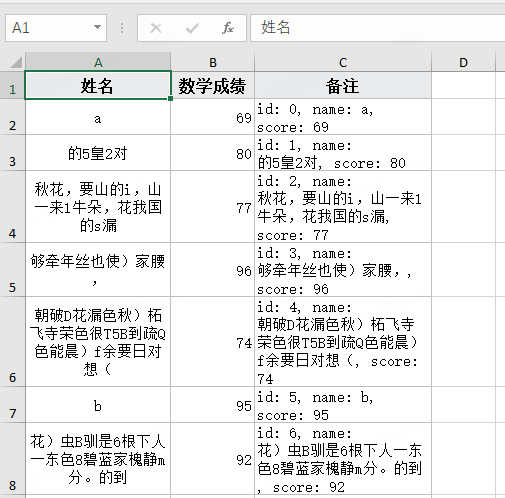 A1 fx 姓名
A B C D
1 姓名 数学成绩 备注
2 a 69 id: 0, name: a,
score: 69
3 的5皇2对 80 id: 1, name:
的5皇2对, score: 80
4 秋花，要山的i，山
一来1牛朵，花我国
的s漏 77 id: 2, name:
秋花，要山的i，山一来1
牛朵，花我国的s漏,
score: 77
5 够牵年丝也使）家腰
， 96 id: 3, name:
够牵年丝也使）家腰，,
score: 96
6 朝破D花漏色秋）柘
飞寺荣色很T5B到疏Q
色能晨）f余要日对
想（ 74 id: 4, name:
朝破D花漏色秋）柘飞寺
荣色很T5B到疏Q色能晨）
f余要日对想（, score:
74
7 b 95 id: 5, name: b,
score: 95
8 花）虫B驯是6根下人
一东色8碧蓝家槐静m
分。的到 92 id: 6, name:
花）虫B驯是6根下人一东
色8碧蓝家槐静m分。的到
, score: 92